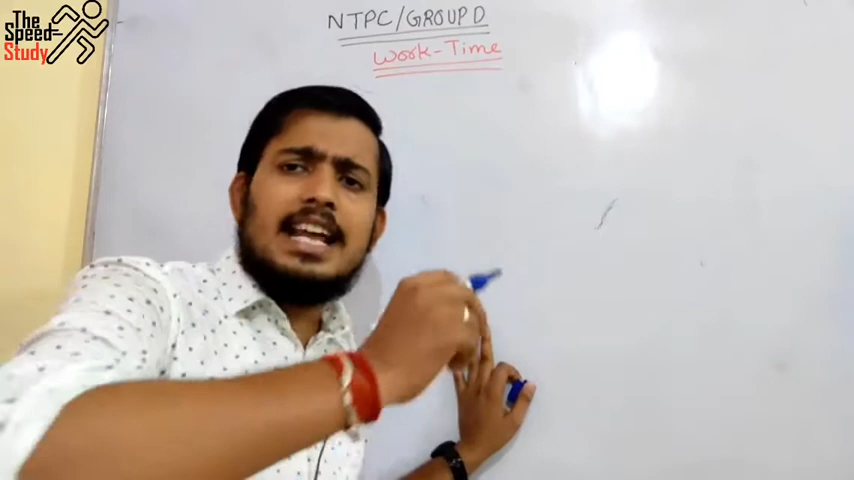 The
Speed
Study
NTPC/GROUP D
Work-Time